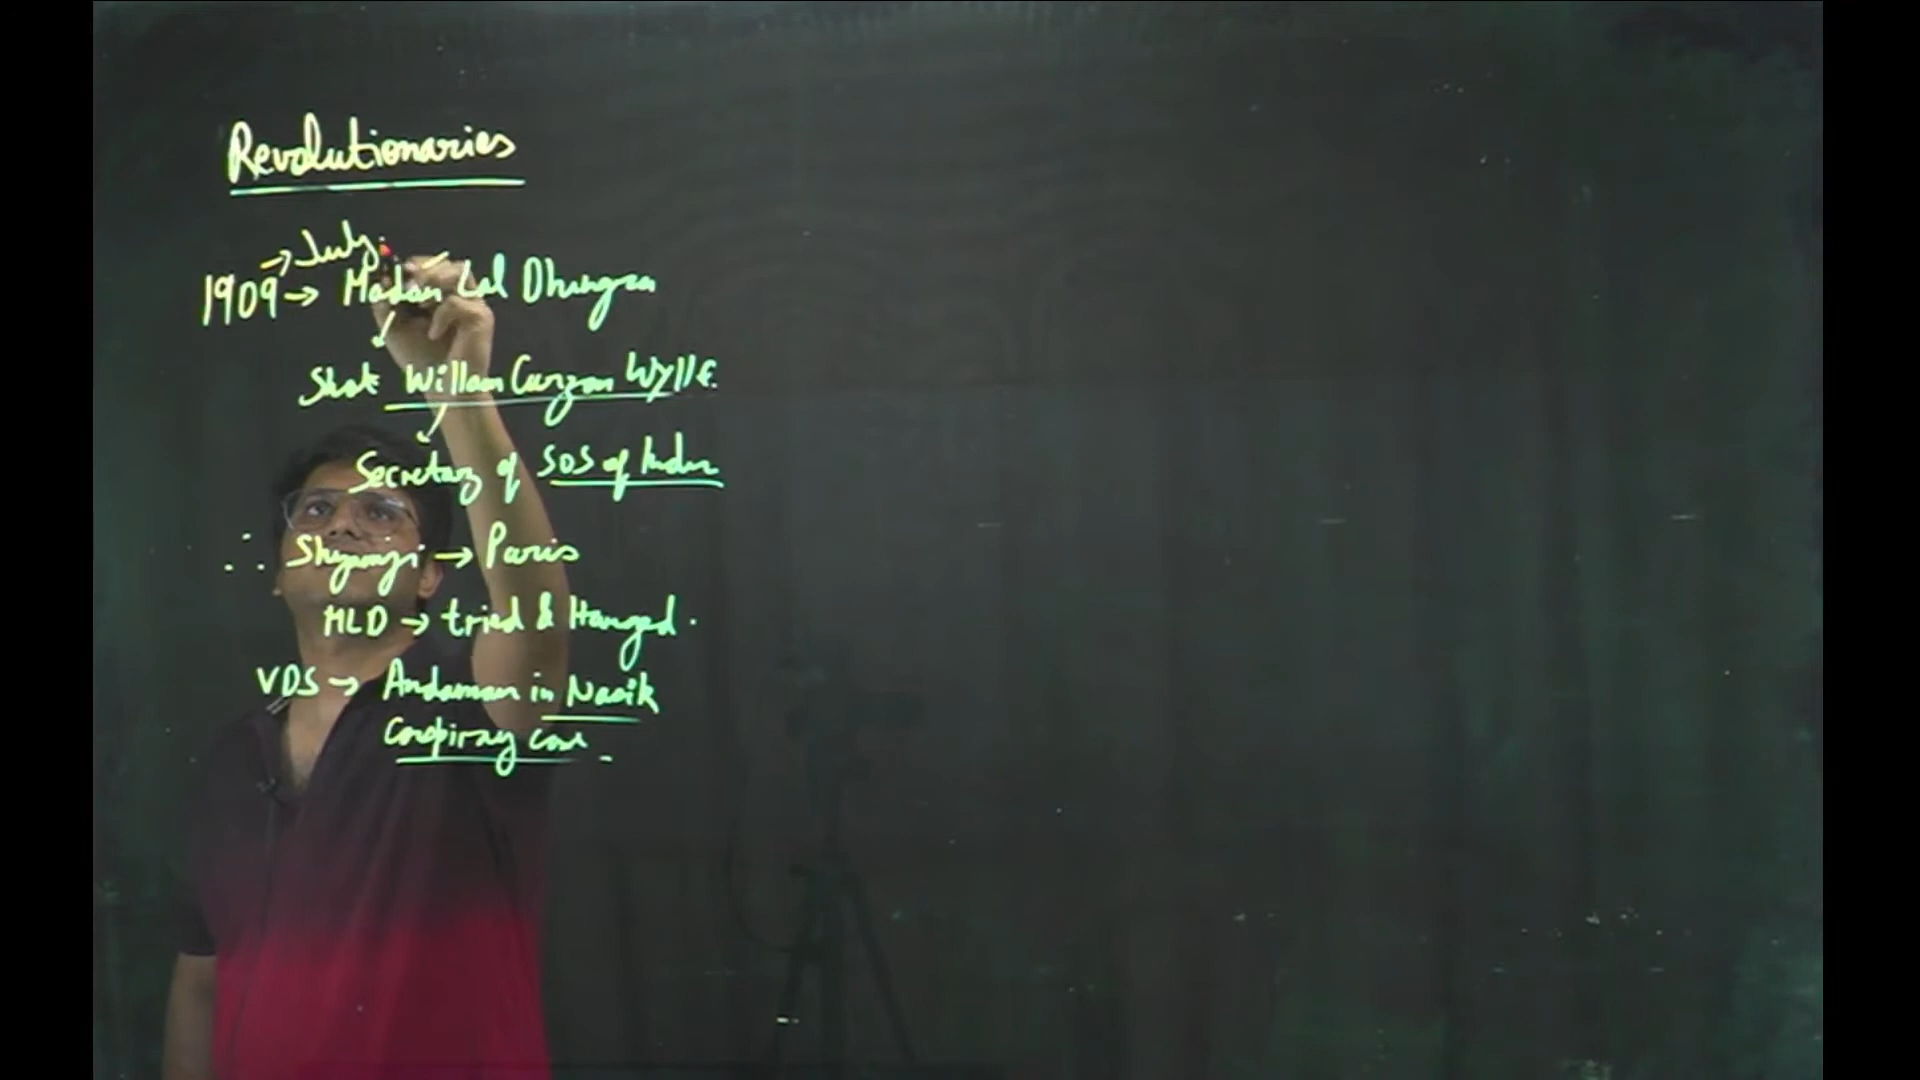 Revolutionaries
→ July.
1909 → Madan Lal Dhingra
Shot William Curzon Wylle.
Secretary of SOS of India
∴ Shyamji → Paris
MLD → tried & Hanged.
VDS → Andaman in Nasik
Conspiracy case.